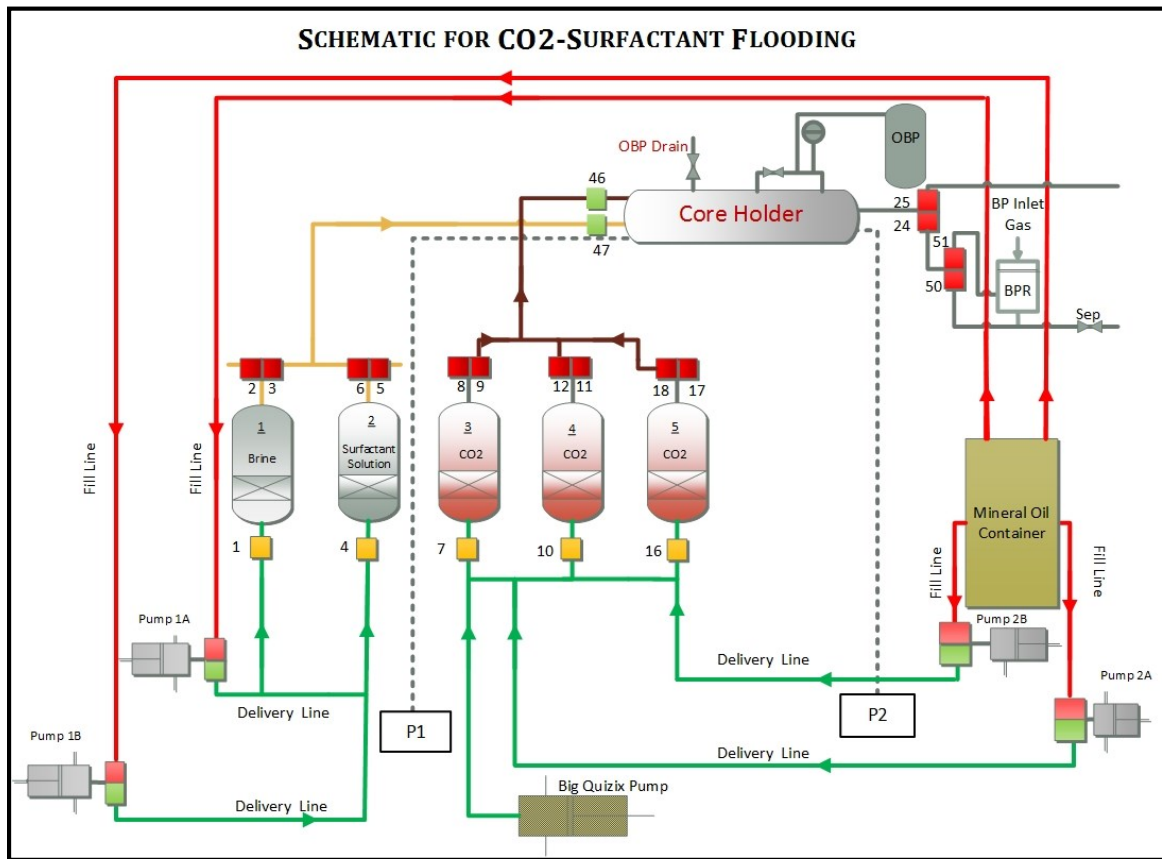 SCHEMATIC FOR CO2-SURFACTANT FLOODING
OBP
OBP Drain
46
Core Holder
25
24
BP Inlet
Gas
47
51
50
BPR
Sep
2 3
6 5
8 9
12 11
18 17
1
Brine
2
Surfactant
Solution
3
CO2
4
CO2
5
CO2
Fill Line
Fill Line
Mineral Oil
Container
1
4
7
10
16
Fill Line
Fill Line
Pump 1A
Pump 2B
Delivery Line
Pump 2A
Delivery Line
P1
P2
Pump 1B
Delivery Line
Big Quizix Pump
Delivery Line